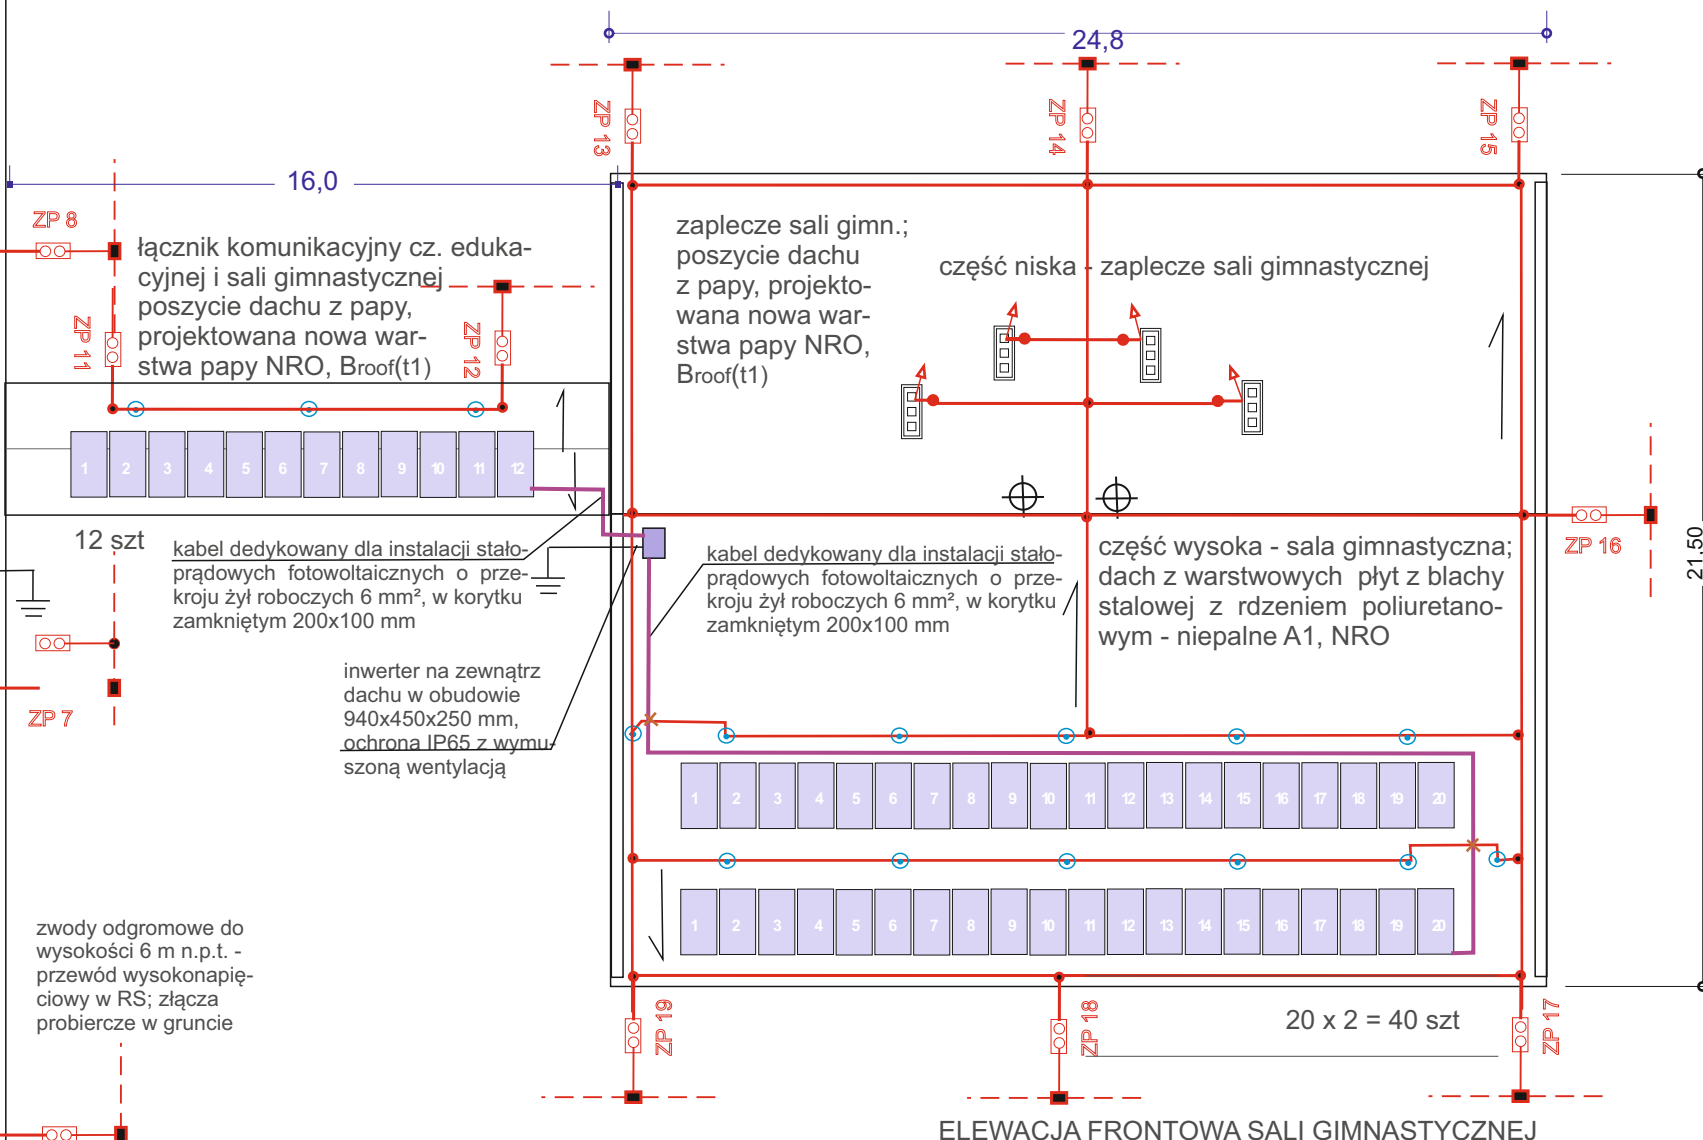 24,8
ZP 13
ZP 14
ZP 15
16,0
ZP 8
łącznik komunikacyjny cz. eduka-
cyjnej i sali gimnastycznej
poszycie dachu z papy,
projektowana nowa war-
stwa papy NRO, Broof(t1)
ZP 11
ZP 12
zaplecze sali gimn.;
poszycie dachu
z papy, projekto-
wana nowa war-
stwa papy NRO,
Broof(t1)
część niska - zaplecze sali gimnastycznej
1 2 3 4 5 6 7 8 9 10 11 12
12 szt
kabel dedykowany dla instalacji stało-
prądowych fotowoltaicznych o prze-
kroju żył roboczych 6 mm², w korytku
zamkniętym 200x100 mm
kabel dedykowany dla instalacji stało-
prądowych fotowoltaicznych o prze-
kroju żył roboczych 6 mm², w korytku
zamkniętym 200x100 mm
część wysoka - sala gimnastyczna;
dach z warstwowych płyt z blachy
stalowej z rdzeniem poliuretano-
wym - niepalne A1, NRO
ZP 16
21.50
ZP 7
inwerter na zewnątrz
dachu w obudowie
940x450x250 mm,
ochrona IP65 z wymu-
szoną wentylacją
1 2 3 4 5 6 7 8 9 10 11 12 13 14 15 16 17 18 19 20
1 2 3 4 5 6 7 8 9 10 11 12 13 14 15 16 17 18 19 20
zwody odgromowe do
wysokości 6 m n.p.t. -
przewód wysokonapię-
ciowy w RS; złącza
probiercze w gruncie
ZP 19
ZP 18
20 x 2 = 40 szt
ZP 17
ELEWACJA FRONTOWA SALI GIMNASTYCZNEJ